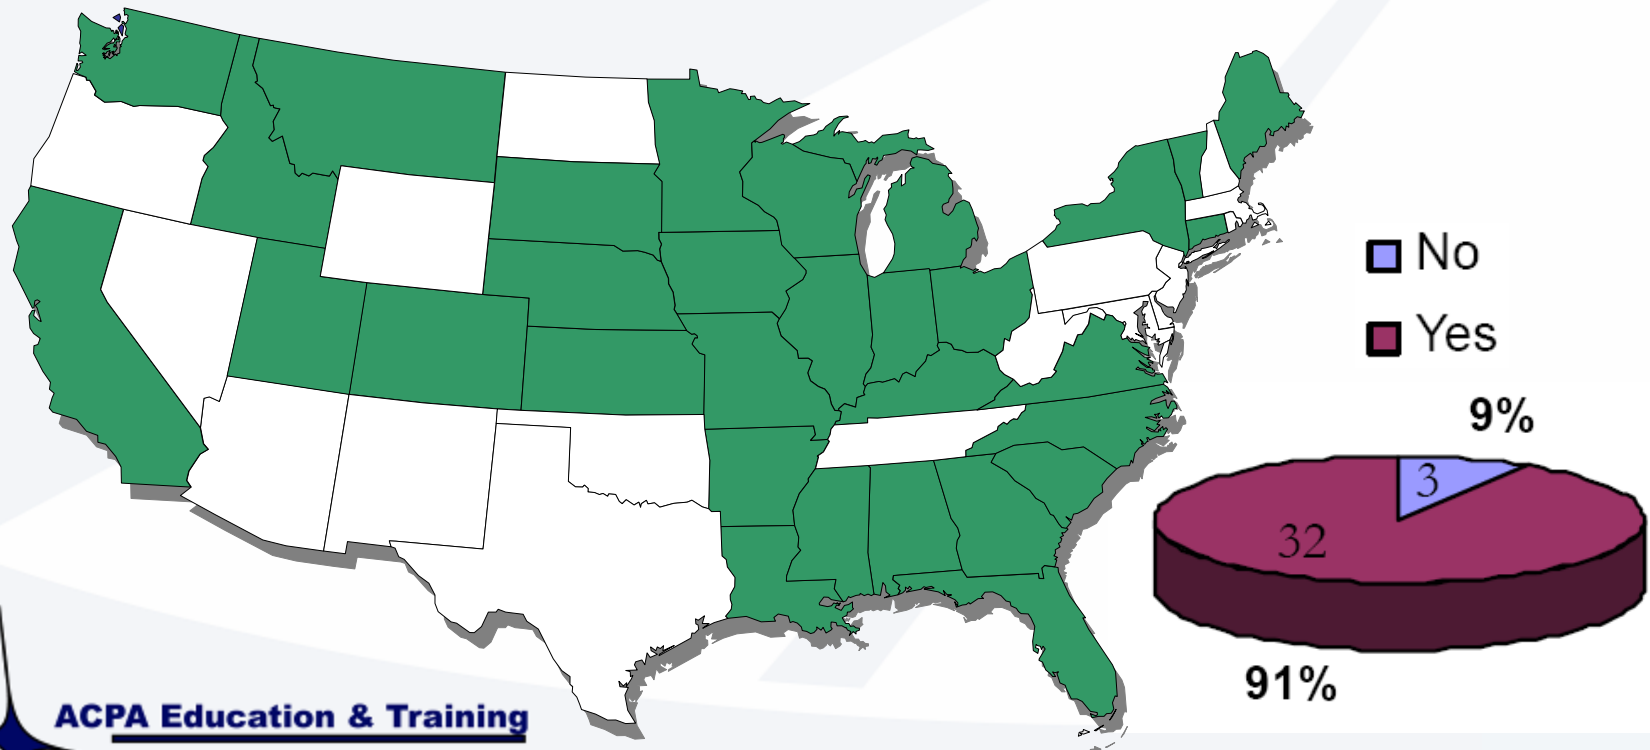 No
Yes
9%
3
32
91%
ACPA Education & Training